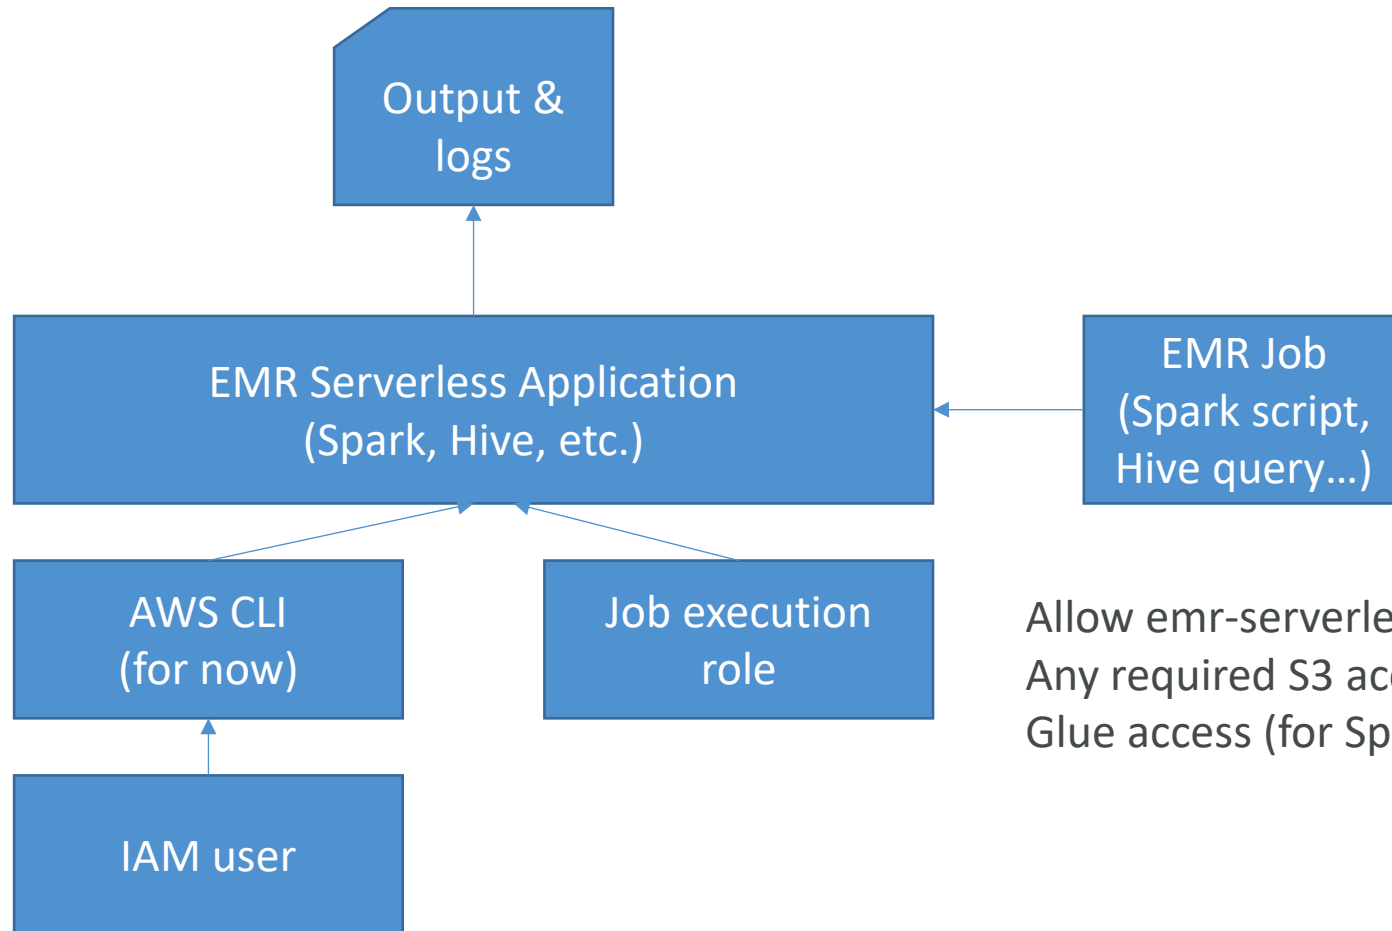 Output &
logs
EMR Serverless Application
(Spark, Hive, etc.)
EMR Job
(Spark script,
Hive query…)
AWS CLI
(for now)
Job execution
role
Allow
Any required S3
Glue access (for
IAM user